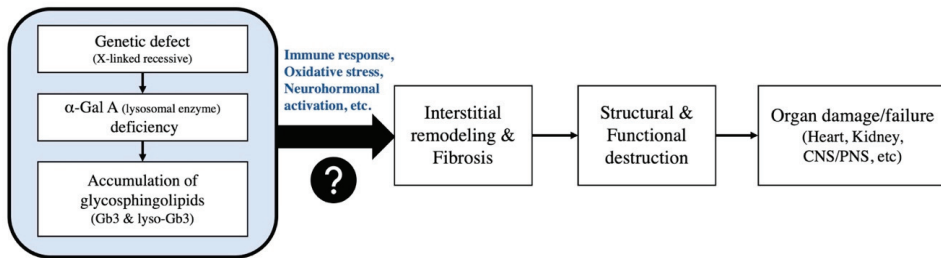 Genetic defect
(X-linked recessive)
α-Gal A (lysosomal enzyme)
deficiency
Accumulation of
glycosphingolipids
(Gb3 & lyso-Gb3)
Immune response,
Oxidative stress,
Neurohormonal
activation, etc.
?
Interstitial
remodeling &
Fibrosis
Structural &
Functional
destruction
Organ damage/failure
(Heart, Kidney,
CNS/PNS, etc)